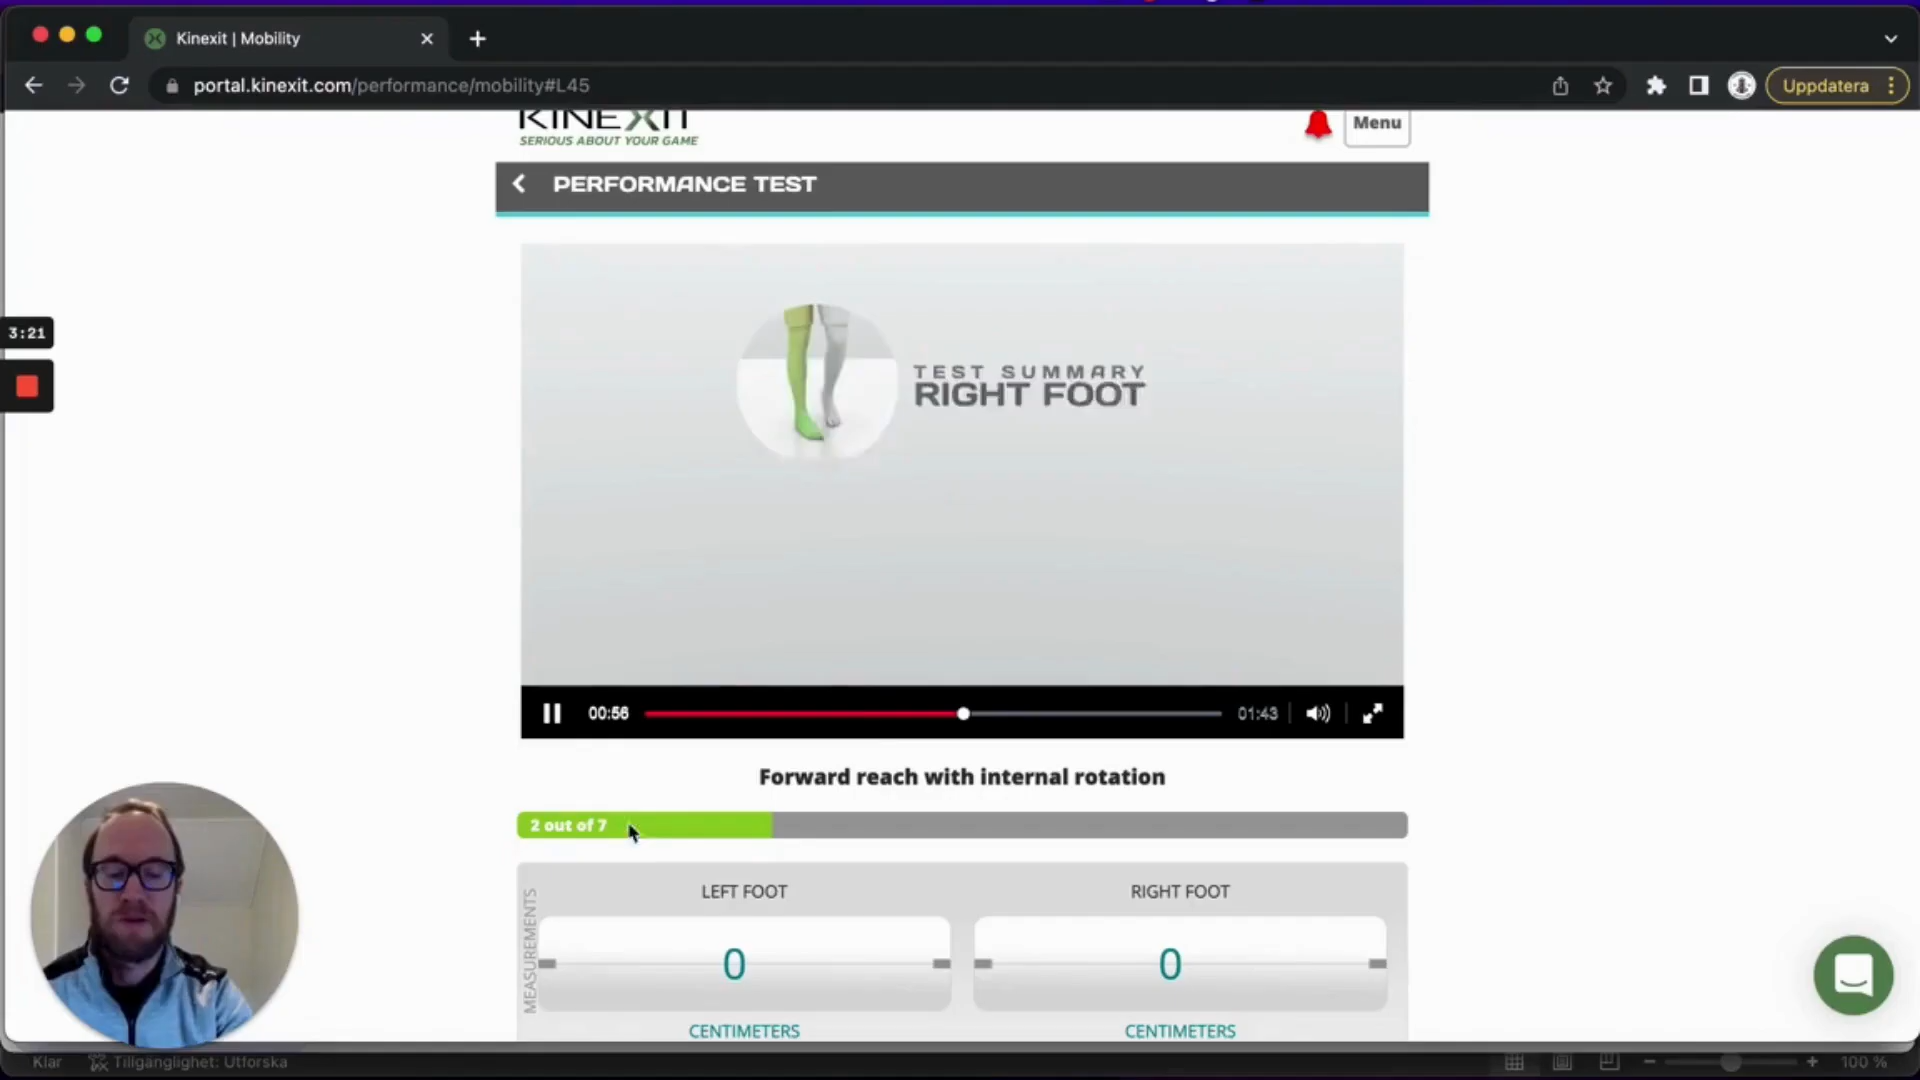 Kinexit | Mobility
portal.kinexit.com/performance/mobility#L45
Uppdatera
KINEXIT
SERIOUS ABOUT YOUR GAME
Menu
PERFORMANCE TEST
3:21
TEST SUMMARY
RIGHT FOOT
00:56
01:43
Forward reach with internal rotation
2 out of 7
MEASUREMENTS
LEFT FOOT
RIGHT FOOT
0
0
CENTIMETERS
CENTIMETERS
Klar
Tillgänglighet: Utforska
100 %